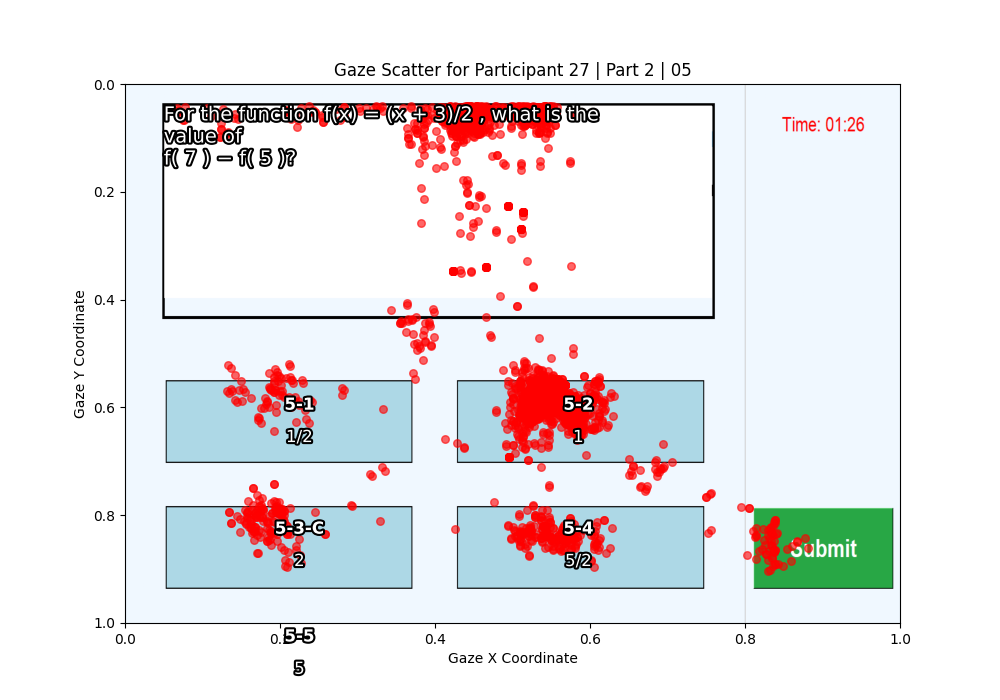 Gaze Scatter for Participant 27 | Part 2 | 05
For the function f(x) = (x + 3)/2 , what is the
value of
f( 7 ) − f( 5 )?
Time: 01:26
5-1
1/2
5-2
1
5-3-C
2
5-4
5/2
Submit
5-5
5
0.0
0.2
0.4
0.6
0.8
1.0
Gaze Y Coordinate
0.0
0.2
0.4
0.6
0.8
1.0
Gaze X Coordinate